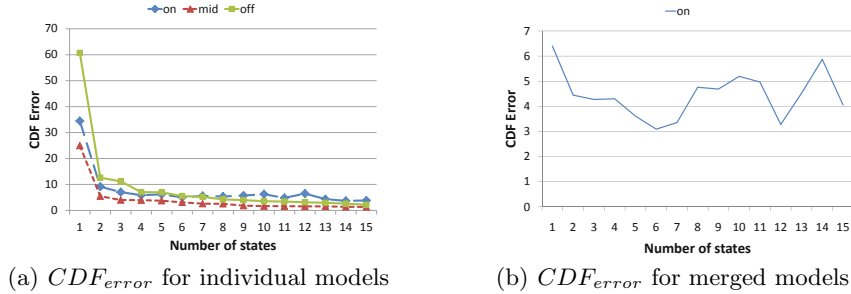 on mid off
70
60
50
40
30
20
10
0
CDF Error
1 2 3 4 5 6 7 8 9 10 11 12 13 14 15
Number of states
(a) CDFerror for individual models
on
7
6
5
4
3
2
1
0
CDF Error
1 2 3 4 5 6 7 8 9 10 11 12 13 14 15
Number of states
(b) CDFerror for merged models